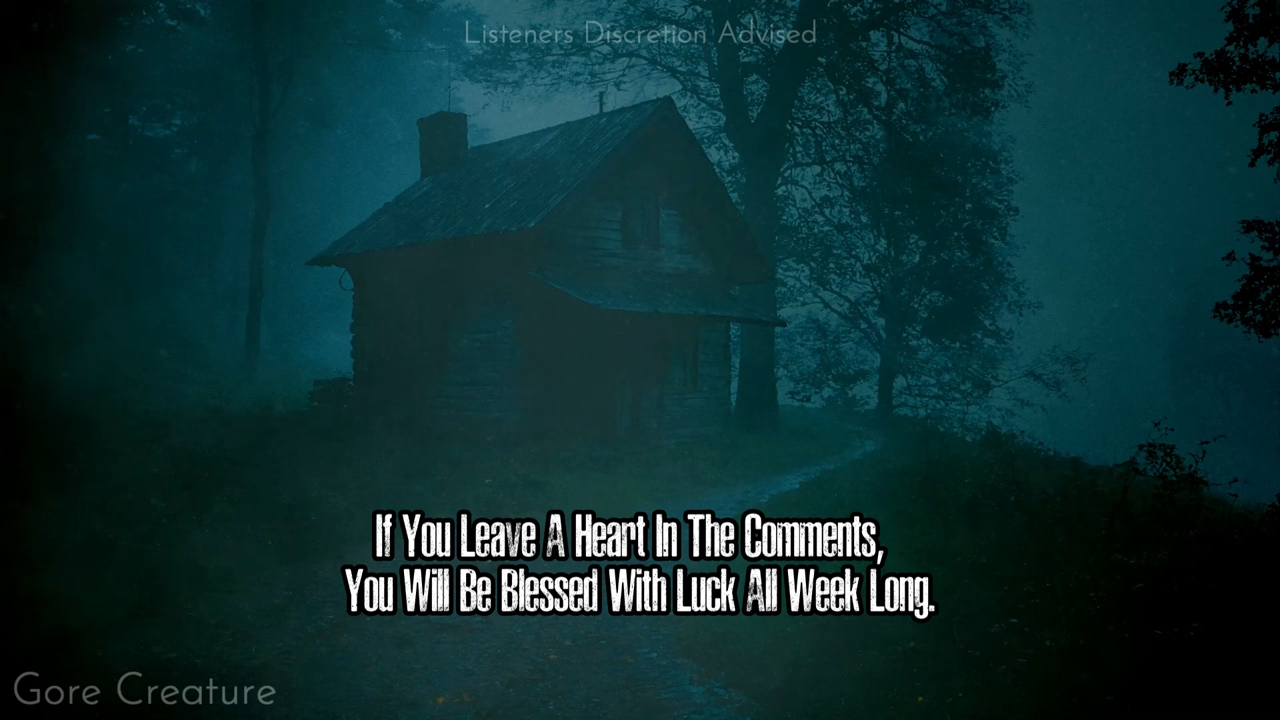 Listeners Discretion Advised
If You Leave A Heart In The Comments,
You Will Be Blessed With Luck All Week Long.
Gore Creature